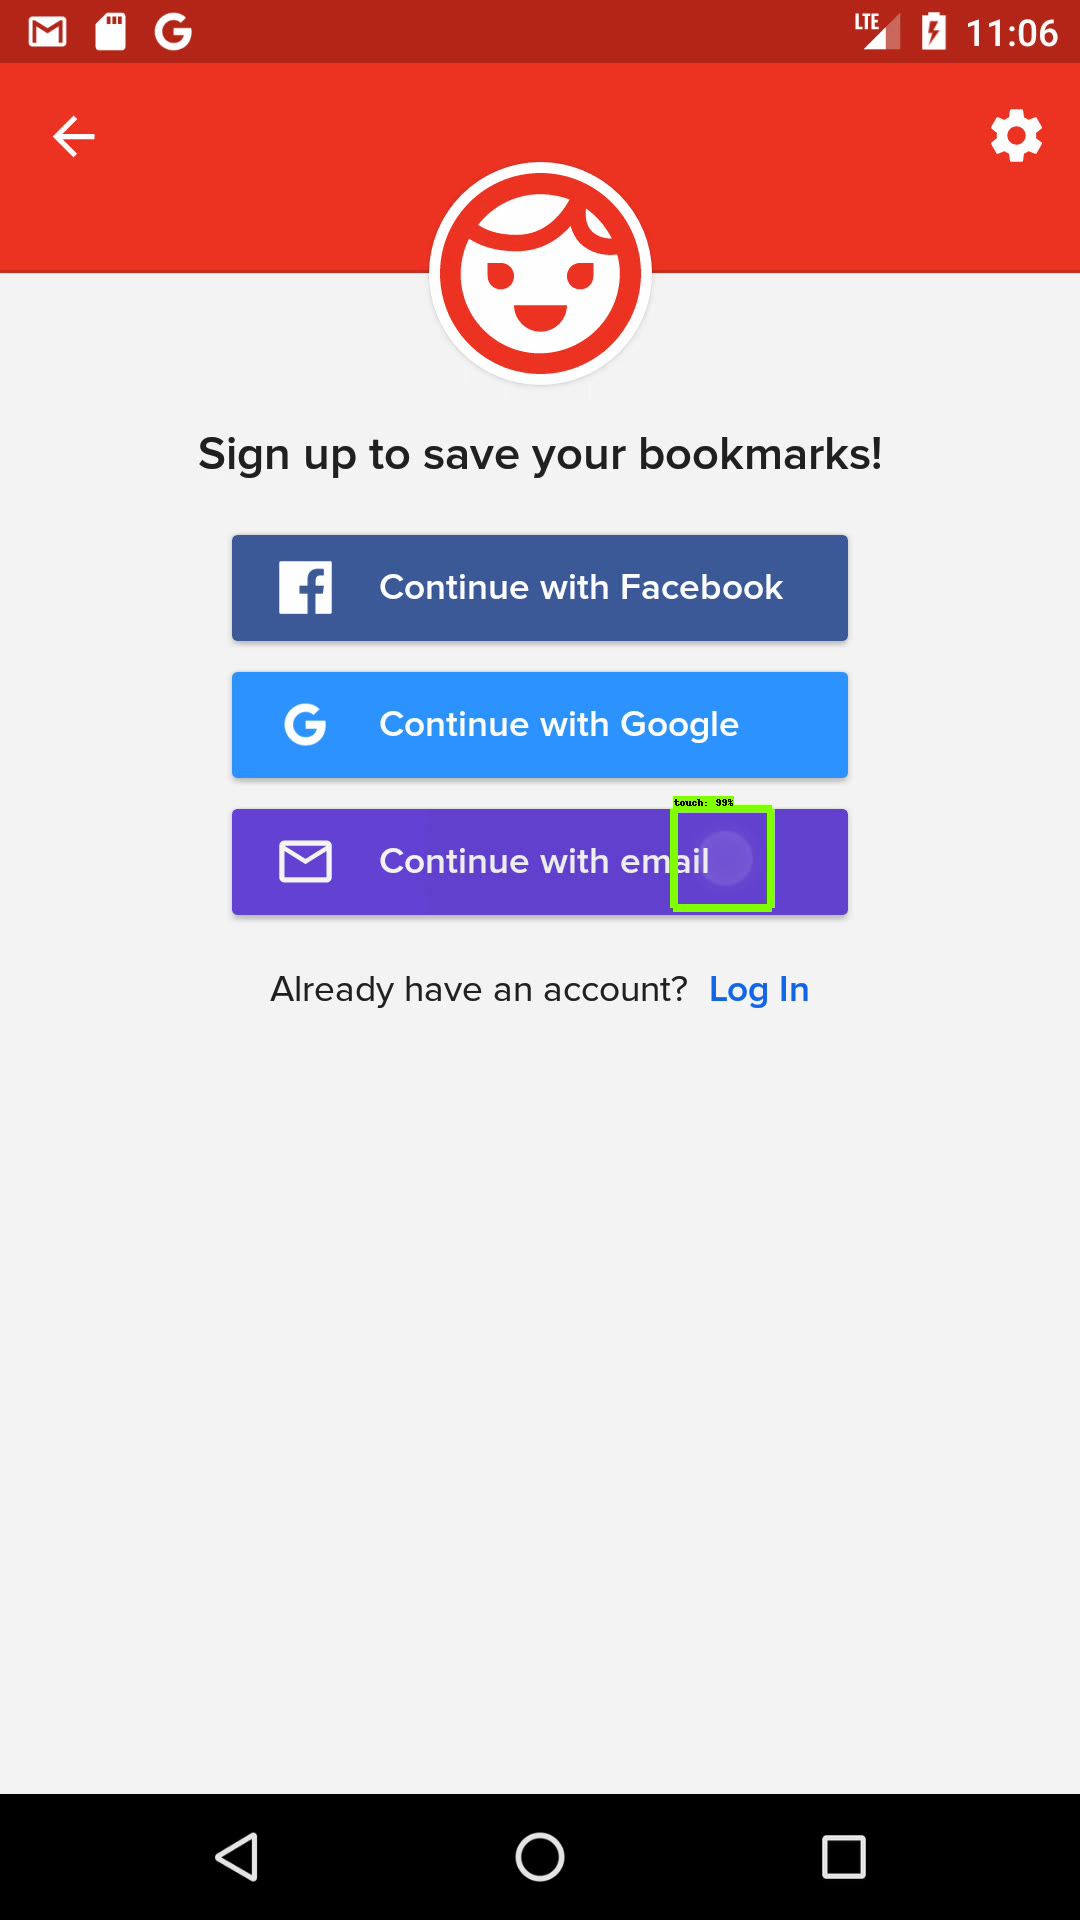 LTE 11:06
Sign up to save your bookmarks!
Continue with Facebook
Continue with Google
touch: 99%
Continue with email
Already have an account? Log In